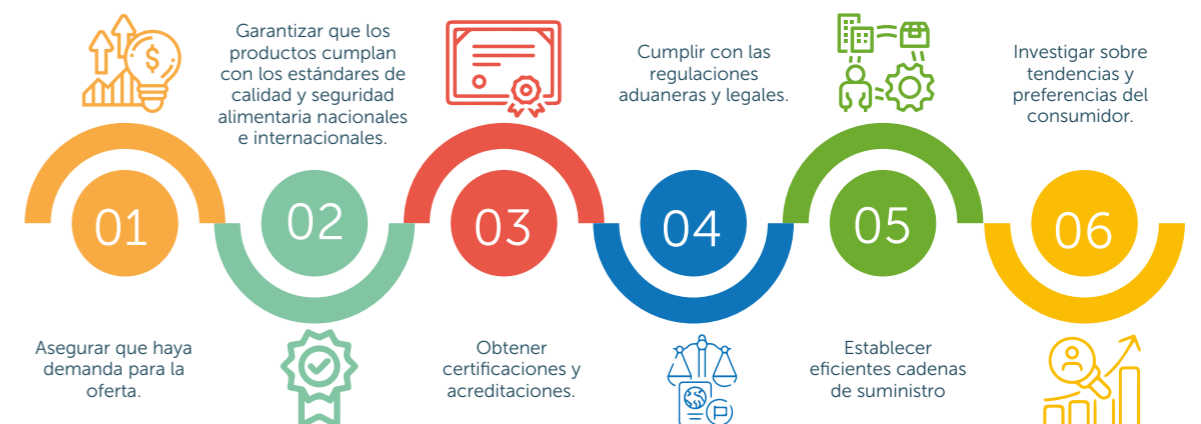 01
Asegurar que haya
demanda para la
oferta.
Garantizar que los
productos cumplan
con los estándares de
calidad y seguridad
alimentaria nacionales
e internacionales.
02
03
Obtener
certificaciones y
acreditaciones.
Cumplir con las
regulaciones
aduaneras y legales.
04
05
Establecer
eficientes cadenas
de suministro
Investigar sobre
tendencias y
preferencias del
consumidor.
06